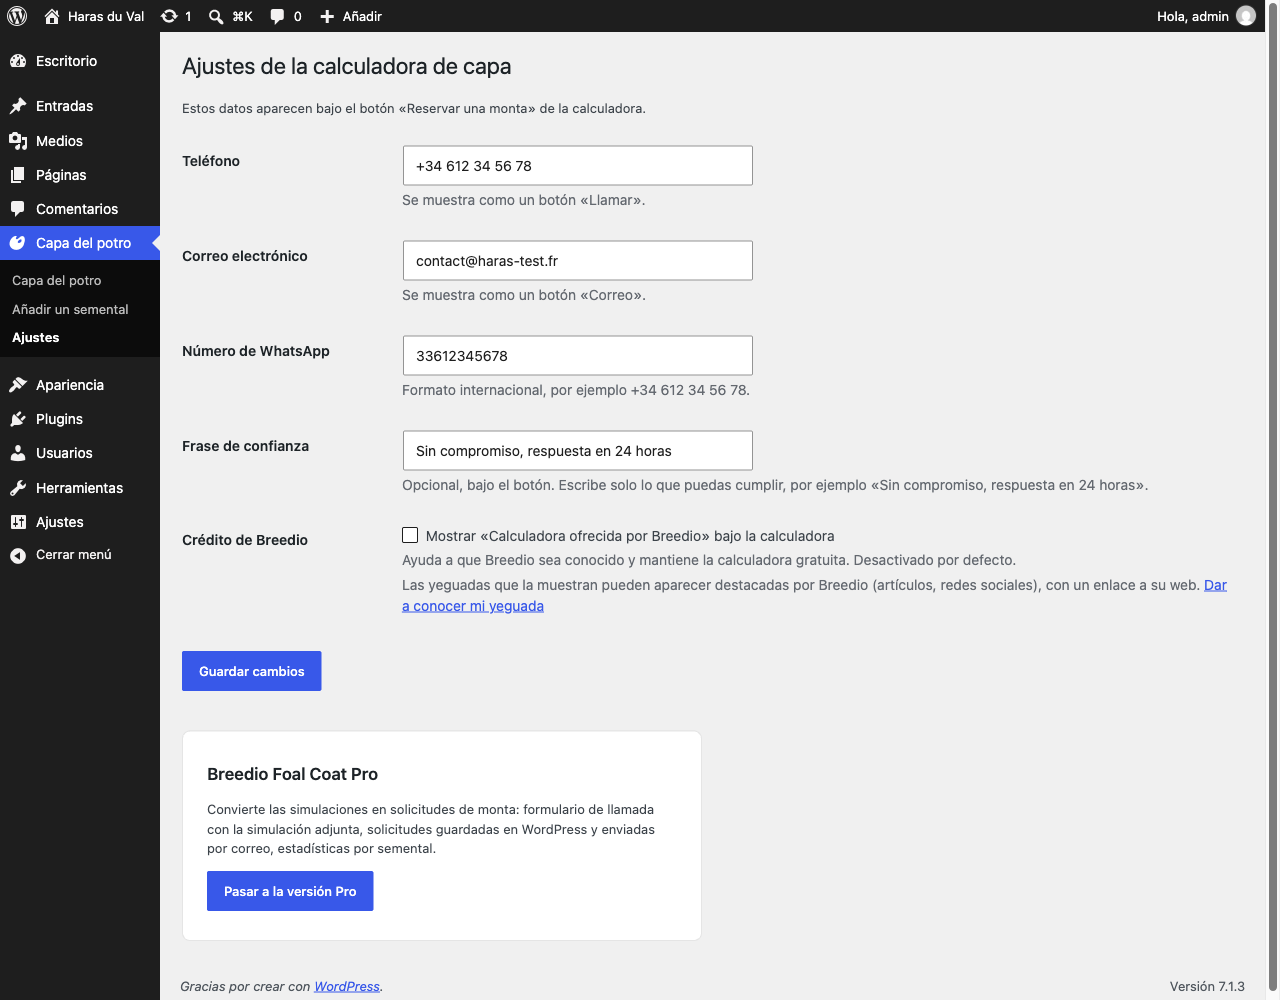 Haras du Val 1 ⌘K 0 Añadir Hola, admin
Escritorio
Entradas
Medios
Páginas
Comentarios
Capa del potro
Capa del potro
Añadir un semental
Ajustes
Apariencia
Plugins
Usuarios
Herramientas
Ajustes
Cerrar menú
Ajustes de la calculadora de capa
Estos datos aparecen bajo el botón «Reservar una monta» de la calculadora.
Teléfono
+34 612 34 56 78
Se muestra como un botón «Llamar».
Correo electrónico
contact@haras-test.fr
Se muestra como un botón «Correo».
Número de WhatsApp
33612345678
Formato internacional, por ejemplo +34 612 34 56 78.
Frase de confianza
Sin compromiso, respuesta en 24 horas
Opcional, bajo el botón. Escribe solo lo que puedas cumplir, por ejemplo «Sin compromiso, respuesta en 24 horas».
Crédito de Breedio
Mostrar «Calculadora ofrecida por Breedio» bajo la calculadora
Ayuda a que Breedio sea conocido y mantiene la calculadora gratuita. Desactivado por defecto.
Las yeguadas que la muestran pueden aparecer destacadas por Breedio (artículos, redes sociales), con un enlace a su web. Dar
a conocer mi yeguada
Guardar cambios
Breedio Foal Coat Pro
Convierte las simulaciones en solicitudes de monta: formulario de llamada
con la simulación adjunta, solicitudes guardadas en WordPress y enviadas
por correo, estadísticas por semental.
Pasar a la versión Pro
Gracias por crear con WordPress.
Versión 7.1.3